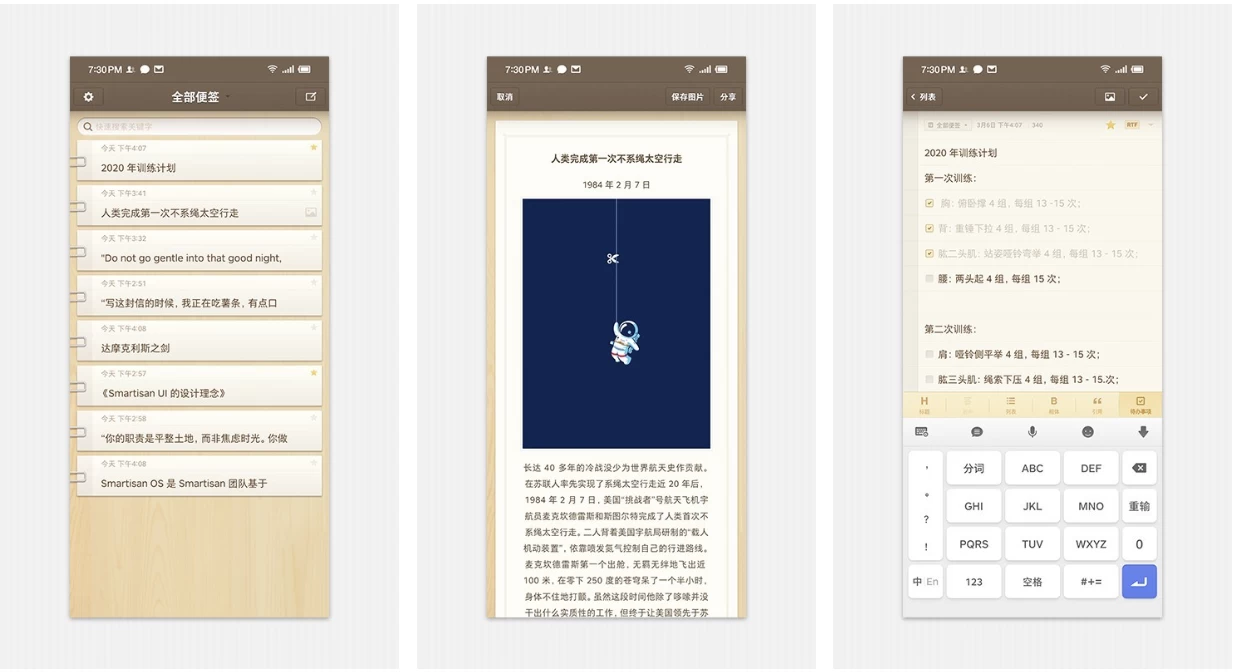 7:30PM
全部便签
快速搜索关键字
今天 下午4:07
2020 年训练计划
今天 下午3:41
人类完成第一次不系绳太空行走
今天 下午3:32
“Do not go gentle into that good night,
今天 下午2:51
“写这封信的时候，我正在吃薯条，有点口
今天 下午4:08
达摩克利斯之剑
今天 下午2:57
《Smartisan UI 的设计理念》
今天 下午2:58
“你的职责是平整土地，而非焦虑时光。你做
今天 下午4:08
Smartisan OS 是 Smartisan 团队基于
7:30PM
取消 保存图片 分享
人类完成第一次不系绳太空行走
1984 年 2 月 7 日
长达 40 多年的冷战没少为世界航天史作贡献。
在苏联人率先实现了系绳太空行走近 20 年后，
1984 年 2 月 7 日，美国“挑战者”号航天飞机宇
航员麦克坎德雷斯和斯图尔特完成了人类首次不
系绳太空行走。二人背着美国宇航局研制的“载人
机动装置”，依靠喷发氮气控制自己的行进路线。
麦克坎德雷斯第一个出舱，无羁无绊地飞出近
100 米，在零下 250 度的苍穹呆了一个半小时，
身体不住地打颤。虽然这段时间他除了哆嗦并没
干出什么实质性的工作，但终于让美国领先于苏
7:30PM
列表
全部便签 3月6日 下午4:07 340 RTF
2020 年训练计划
第一次训练：
胸：俯卧撑 4 组，每组 13 -15 次；
背：重锤下拉 4 组，每组 13 - 15 次；
肱二头肌：站姿哑铃弯举 4 组，每组 13 - 15 次；
腰：两头起 4 组，每组 15 次；
第二次训练：
肩：哑铃侧平举 4 组，每组 13 - 15 次；
肱三头肌：绳索下压 4 组，每组 13 - 15.次；
H B “
标题 列表 粗体 引用 待办事项
， 分词 ABC DEF
。 GHI JKL MNO 重输
？
PQRS TUV WXYZ 0
！
中 En 123 空格 #+=